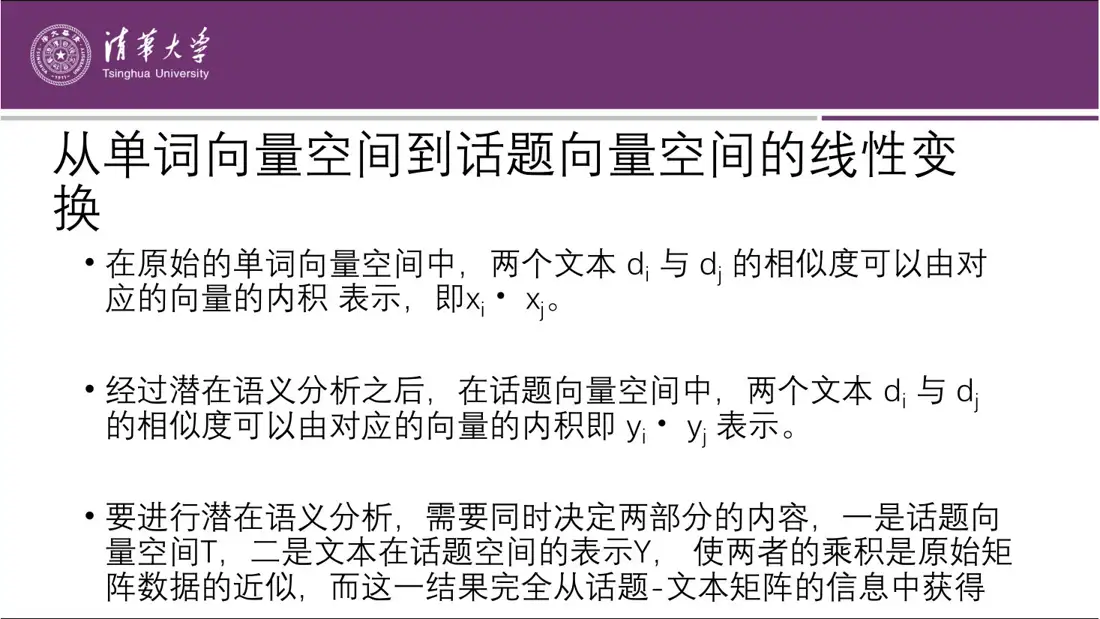 清华大学
Tsinghua University
从单词向量空间到话题向量空间的线性变
换
• 在原始的单词向量空间中，两个文本 di 与 dj 的相似度可以由对
应的向量的内积 表示，即xi • xj。
• 经过潜在语义分析之后，在话题向量空间中，两个文本 di 与 dj
的相似度可以由对应的向量的内积即 yi • yj 表示。
• 要进行潜在语义分析，需要同时决定两部分的内容，一是话题向
量空间T，二是文本在话题空间的表示Y， 使两者的乘积是原始矩
阵数据的近似，而这一结果完全从话题-文本矩阵的信息中获得